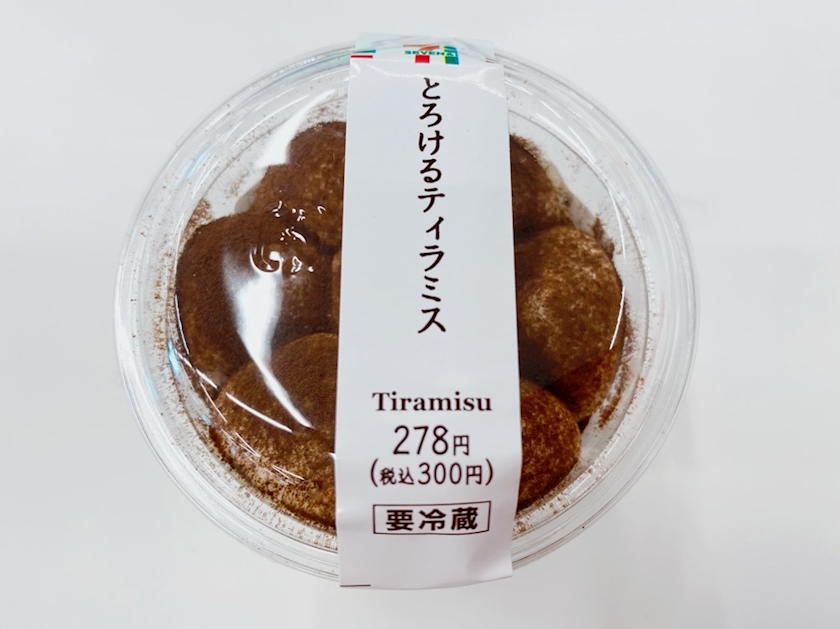 SEVEN
とろけるティラミス
Tiramisu
278円
(税込300円)
要冷蔵